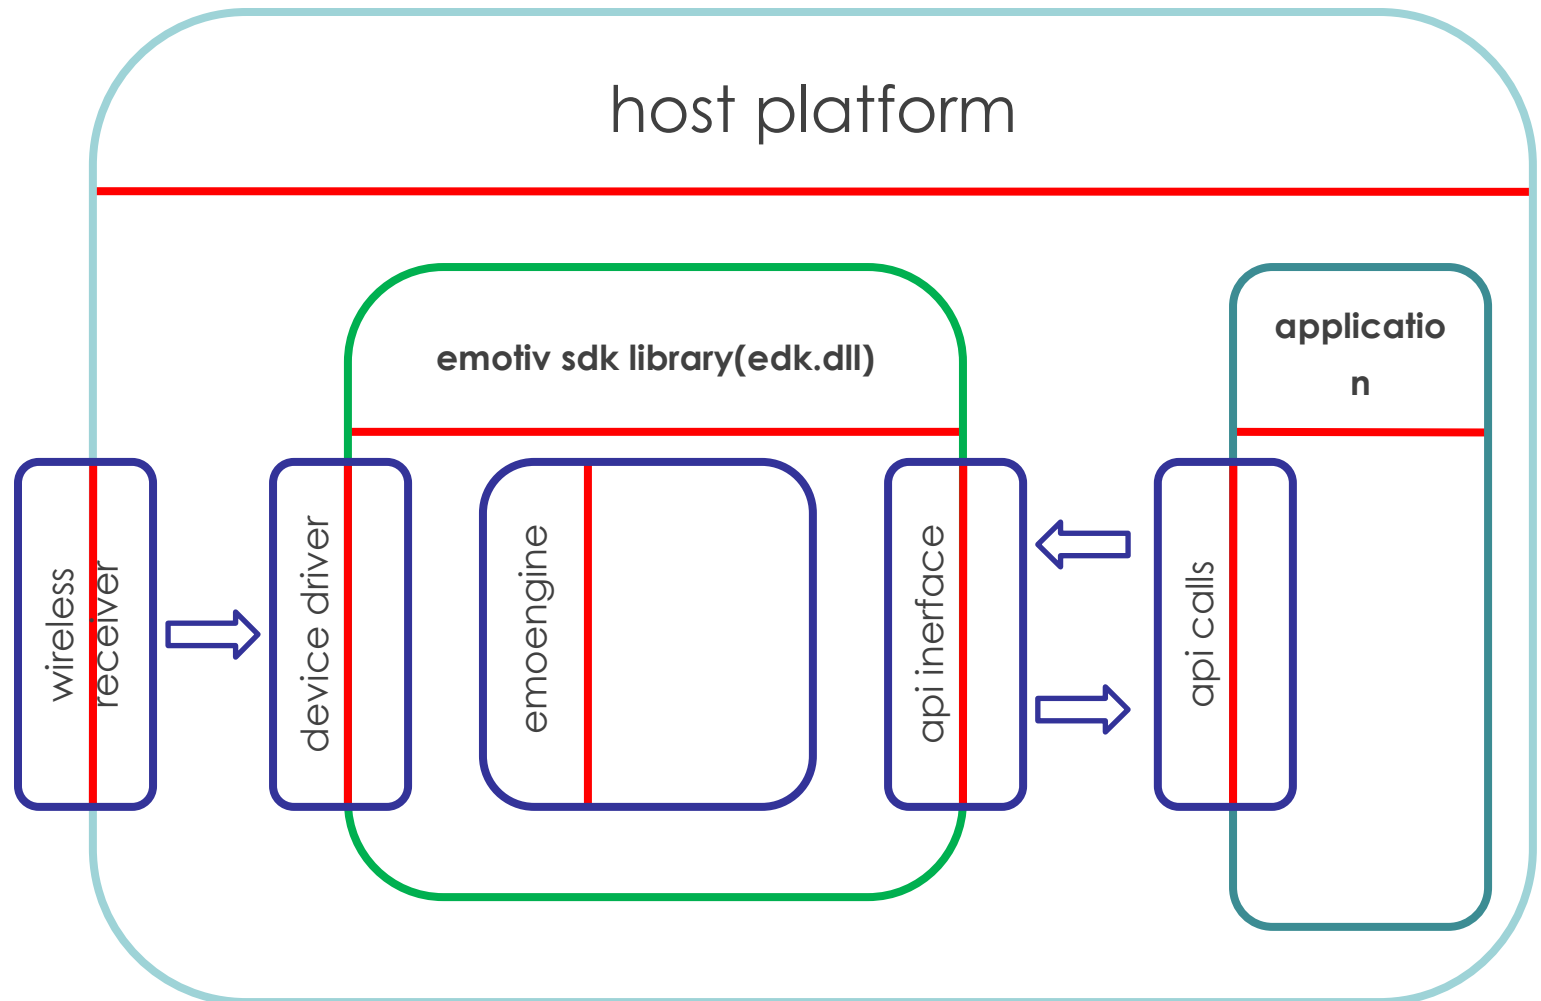 host platform
emotiv sdk library(edk.dll)
applicatio
n
wireless
receiver
device driver
emoengine
api inerface
api calls